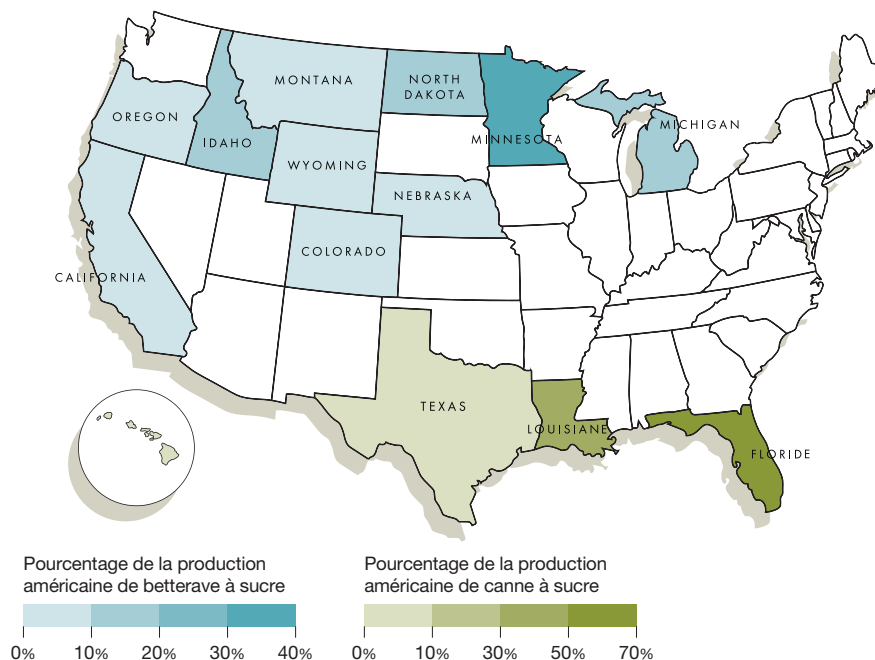 MONTANA
NORTH
DAKOTA
OREGON
IDAHO
MINNESOTA
MICHIGAN
WYOMING
NEBRASKA
COLORADO
CALIFORNIA
TEXAS
LOUISIANE
FLORIDE
Pourcentage de la production
américaine de betterave à sucre
0% 10% 20% 30% 40%
Pourcentage de la production
américaine de canne à sucre
0% 10% 30% 50% 70%